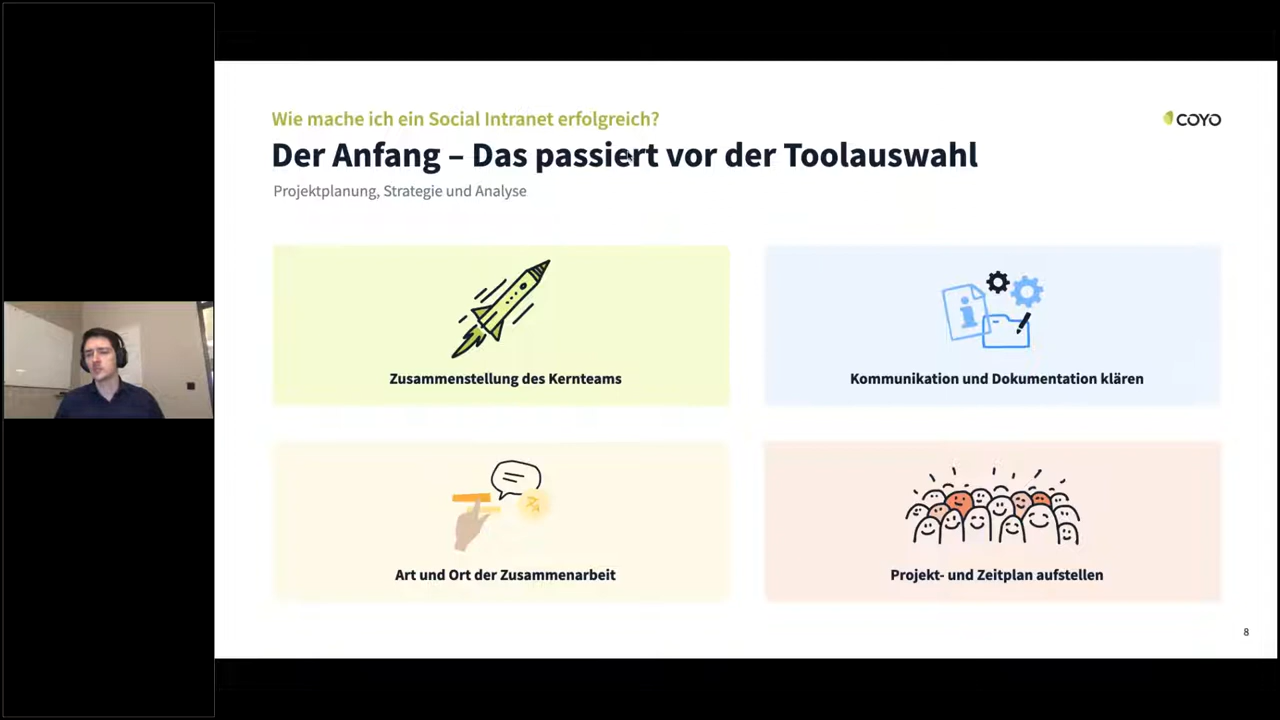 Wie mache ich ein Social Intranet erfolgreich?
COYO
Der Anfang – Das passiert vor der Toolauswahl
Projektplanung, Strategie und Analyse
Zusammenstellung des Kernteams
Kommunikation und Dokumentation klären
Art und Ort der Zusammenarbeit
Projekt- und Zeitplan aufstellen
8